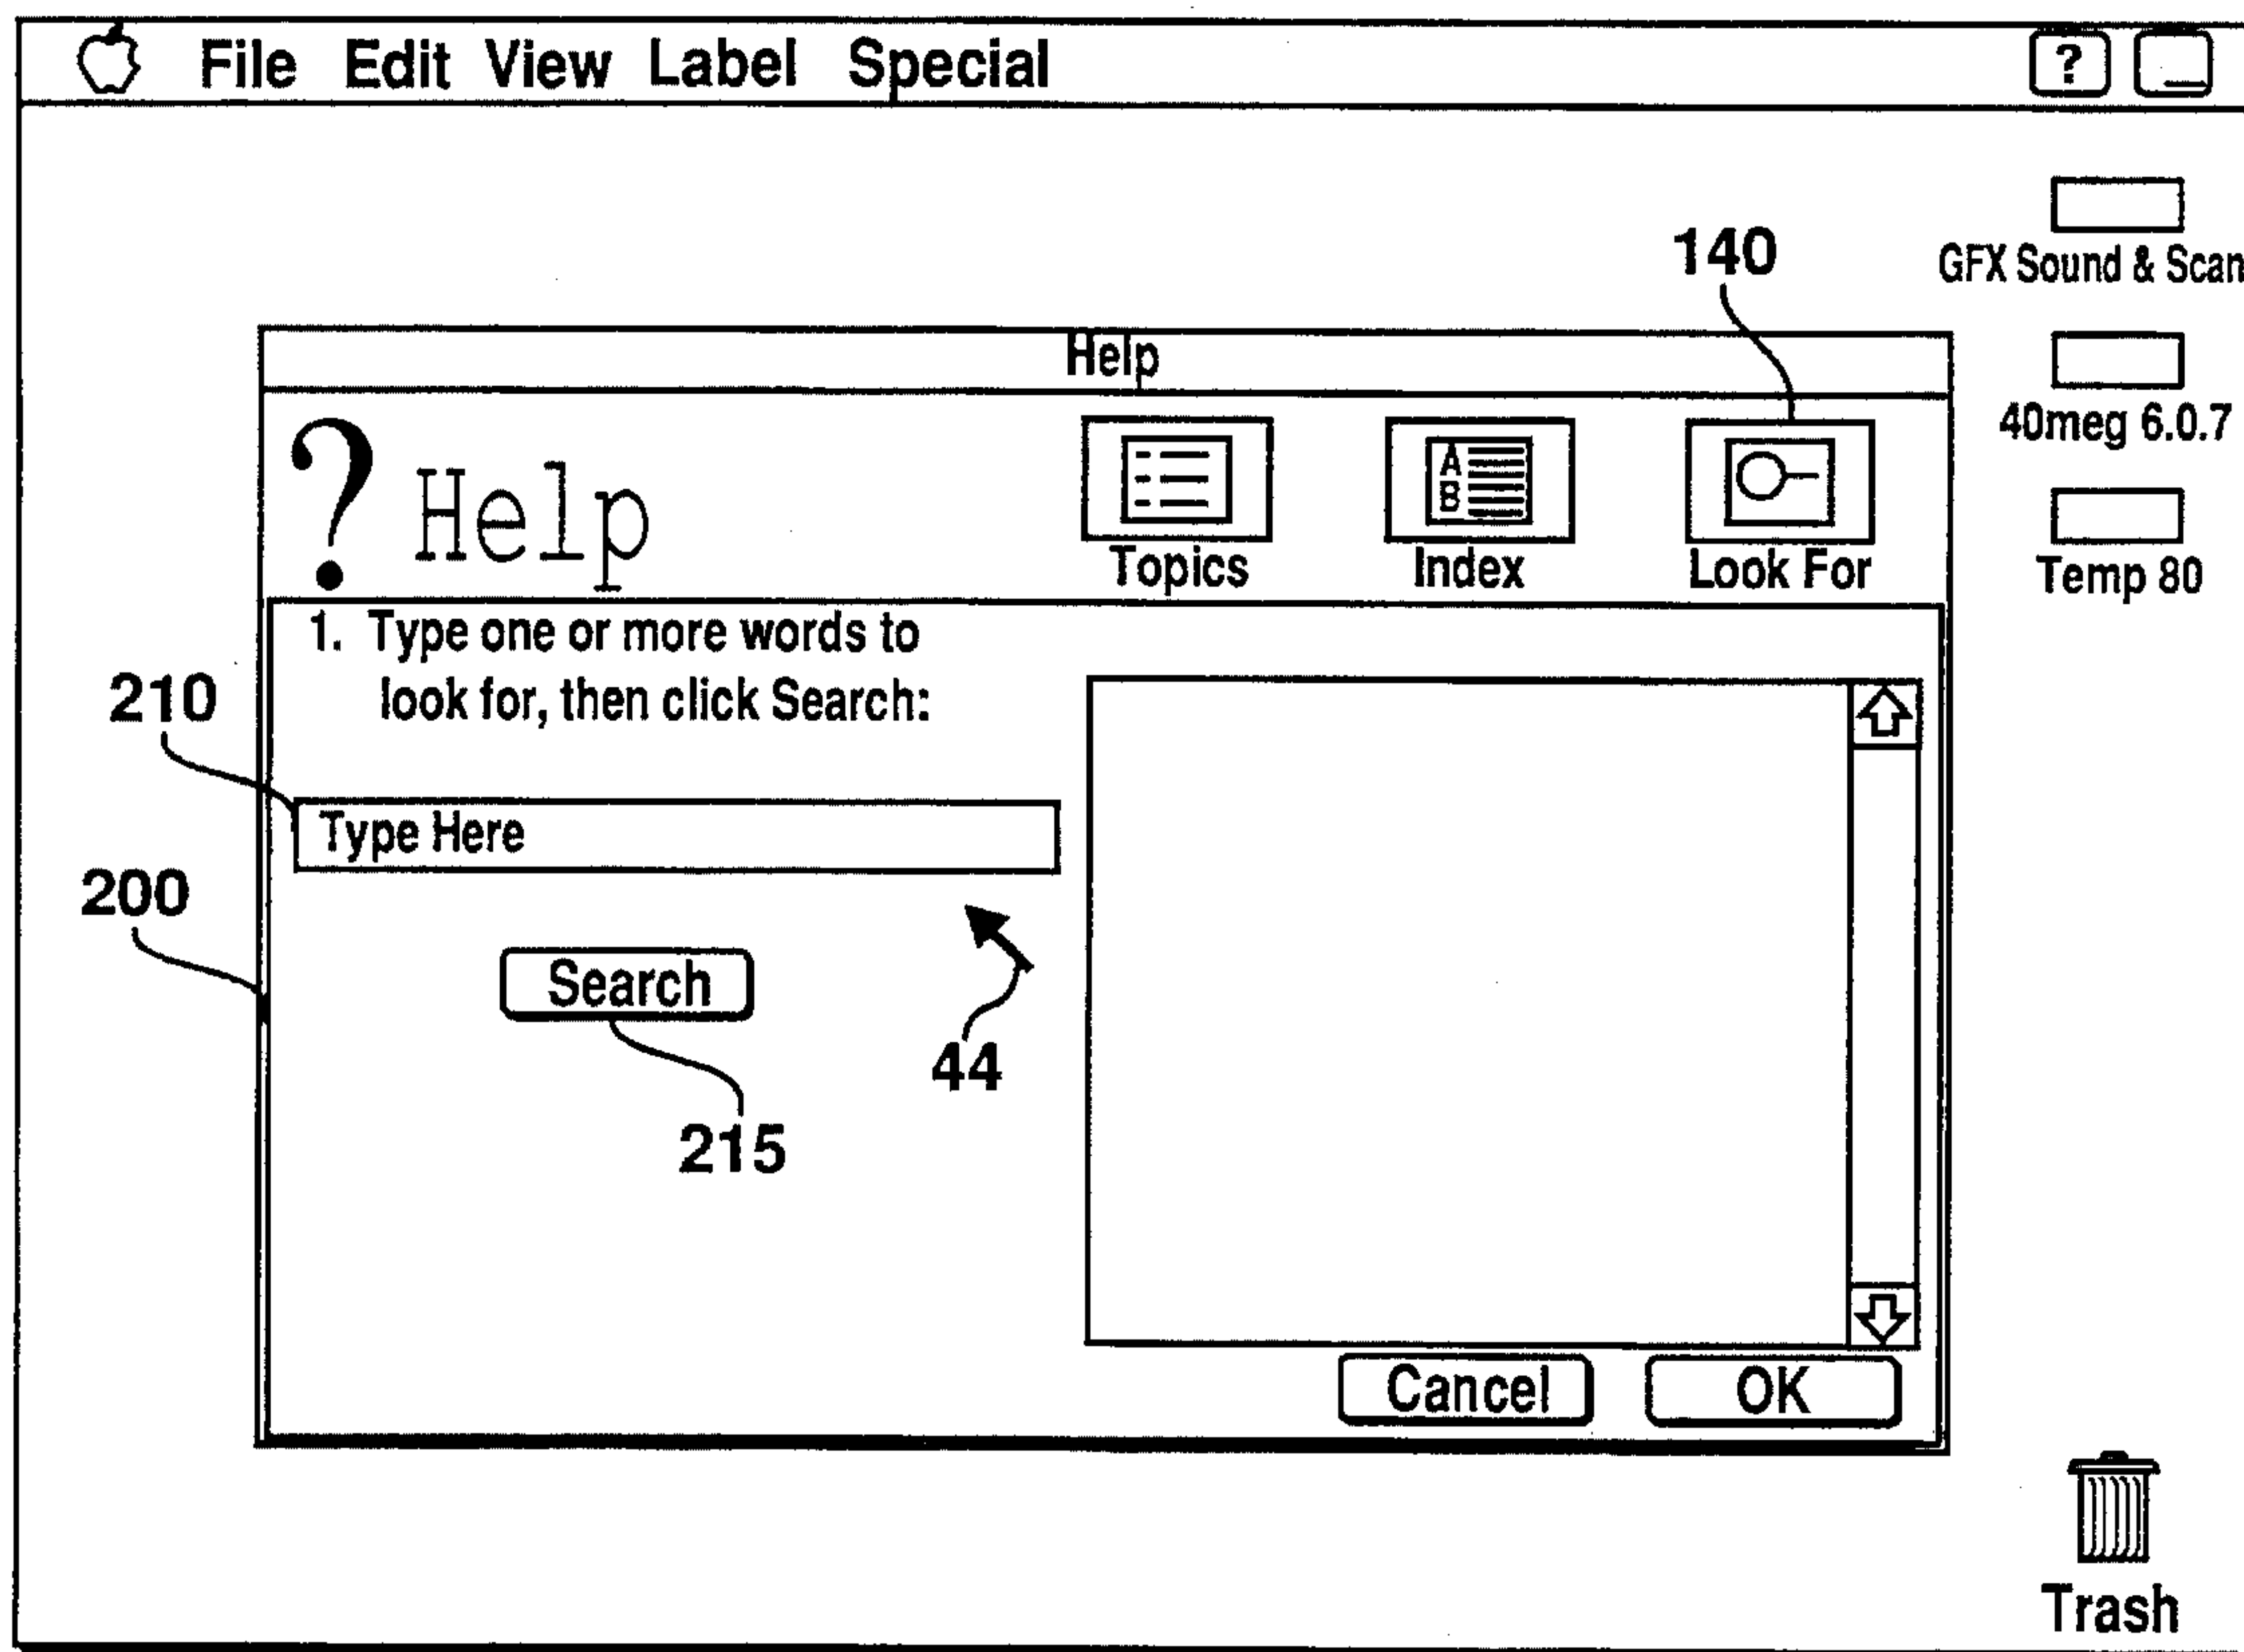 File Edit View Label Special ?
GFX Sound & Scan
140
Help
40meg 6.0.7
? Help
A
B
Topics Index Look For
Temp 80
1. Type one or more words to
look for, then click Search:
210
Type Here
200
Search
44
215
Cancel OK
Trash